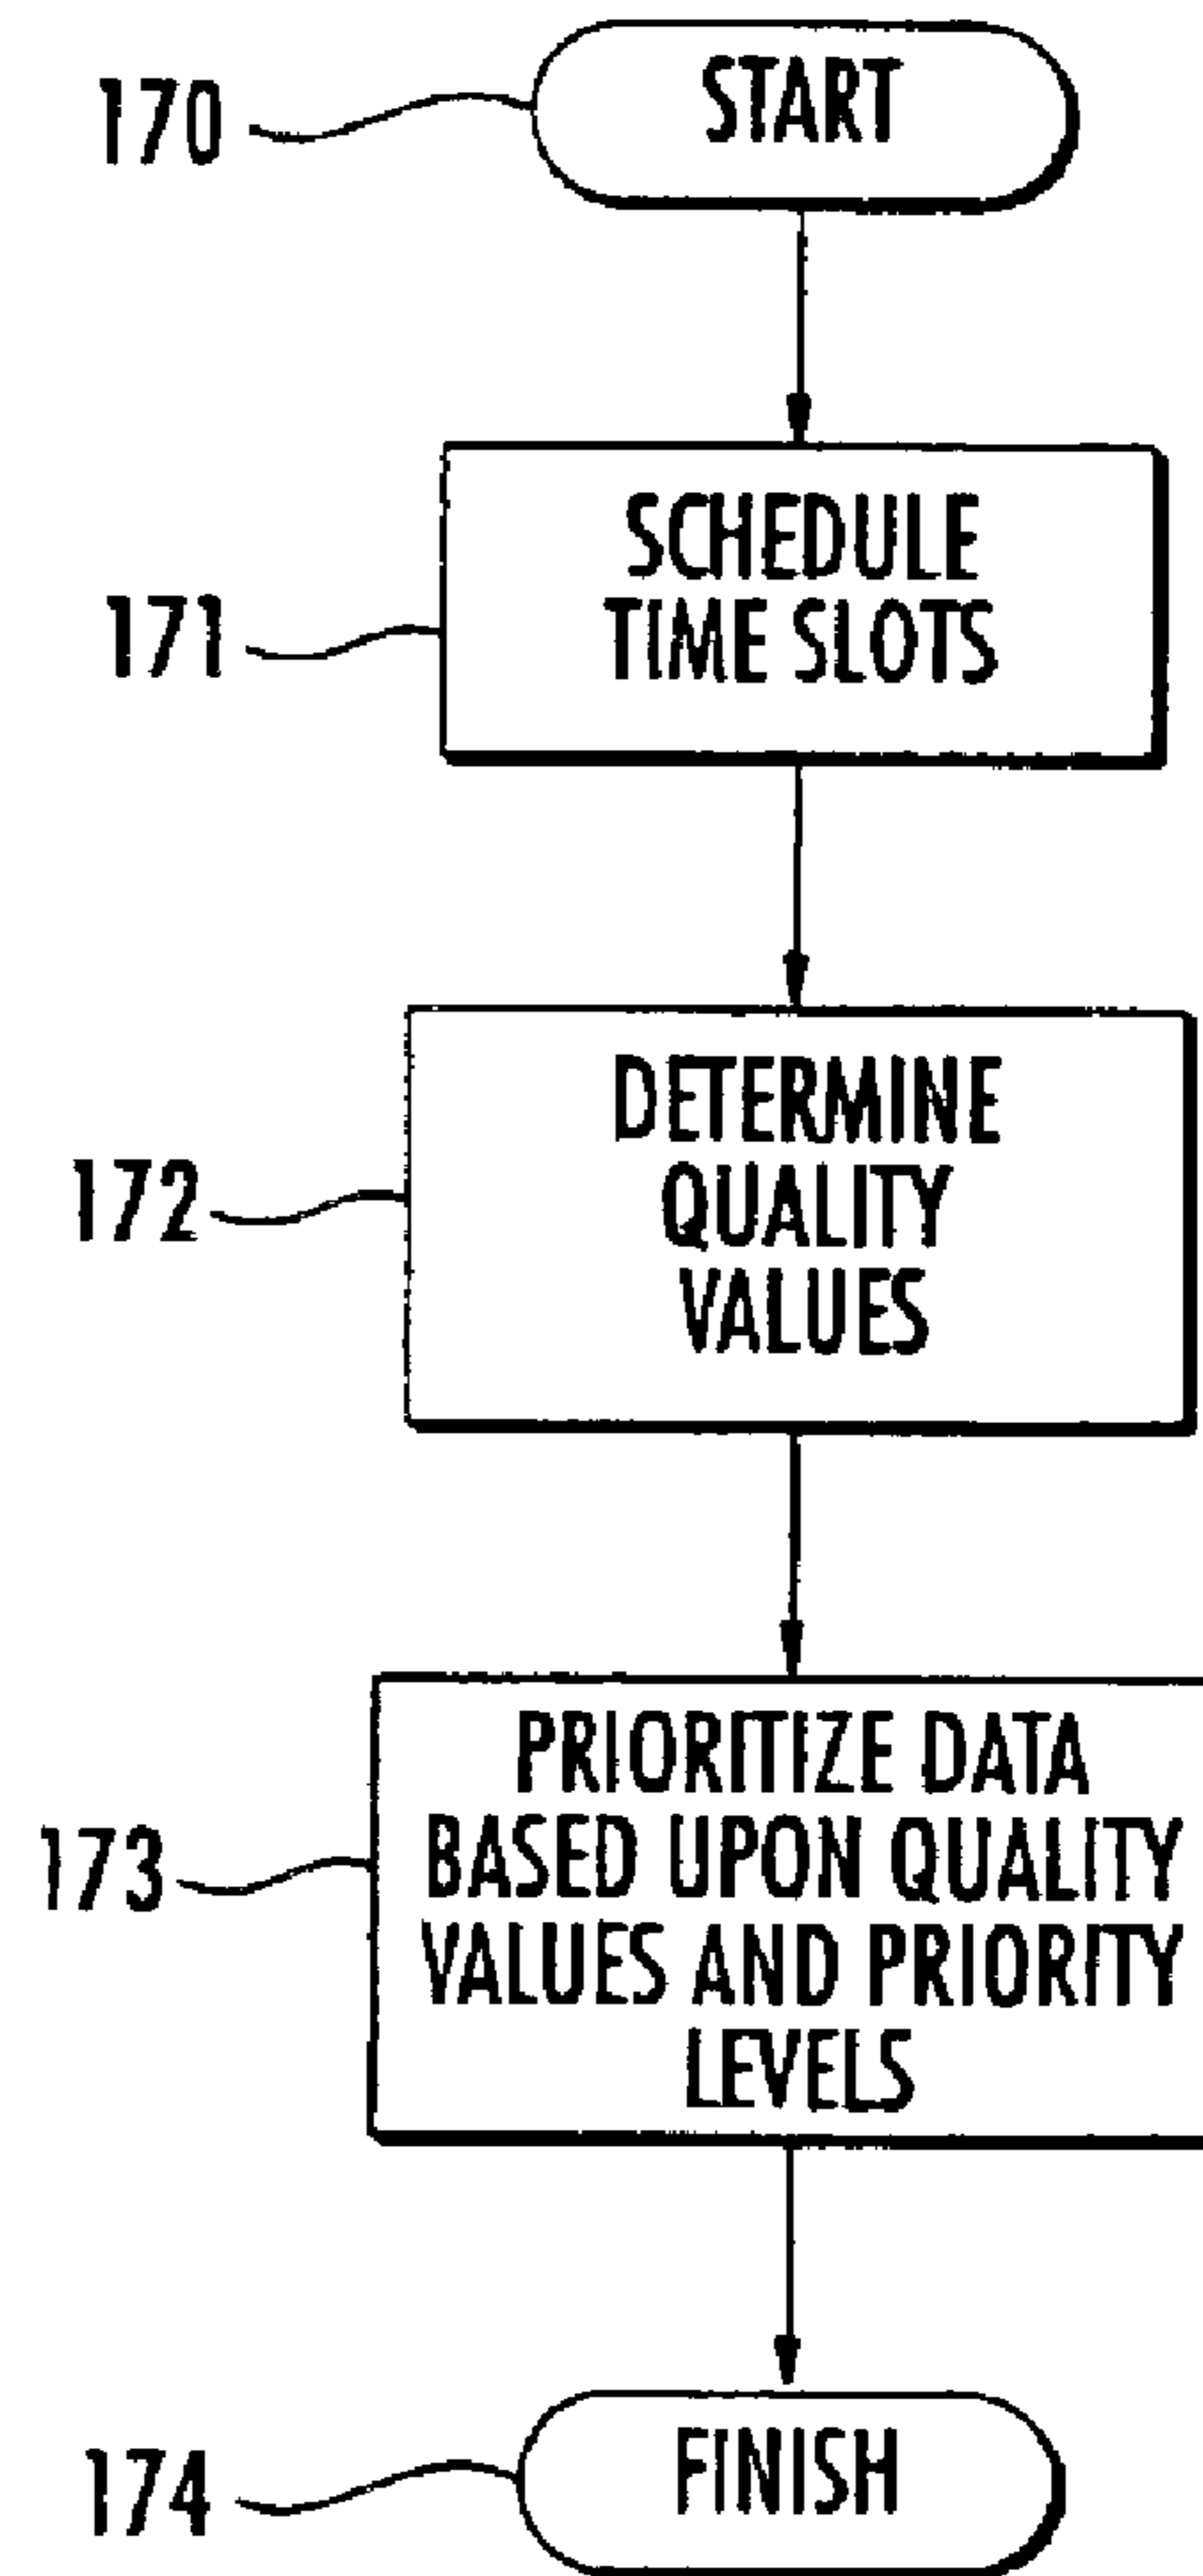 170
START
171
SCHEDULE
TIME SLOTS
172
DETERMINE
QUALITY
VALUES
173
PRIORITIZE DATA
BASED UPON QUALITY
VALUES AND PRIORITY
LEVELS
174
FINISH